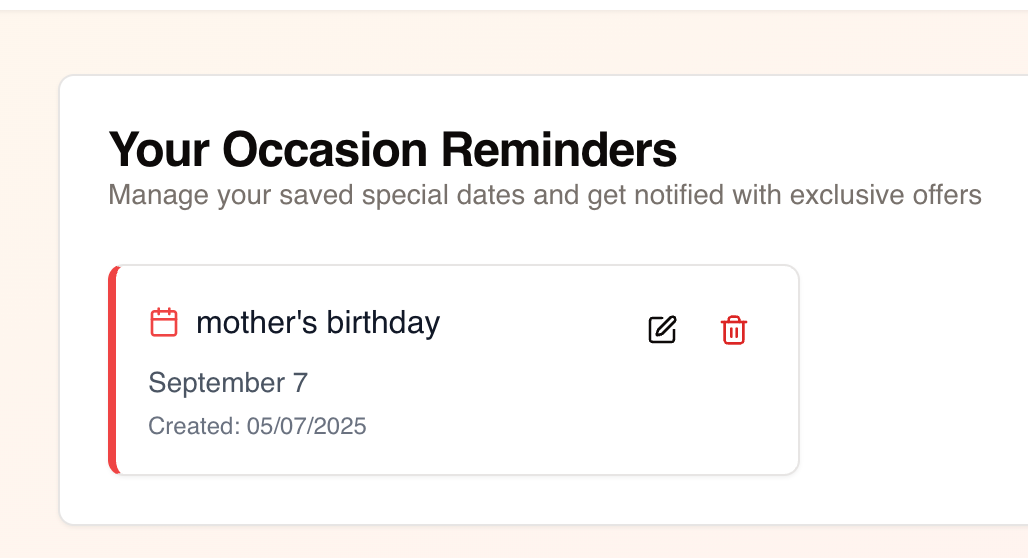 Your Occasion Reminders
Manage your saved special dates and get notified with exclusive offers
mother's birthday
September 7
Created: 05/07/2025